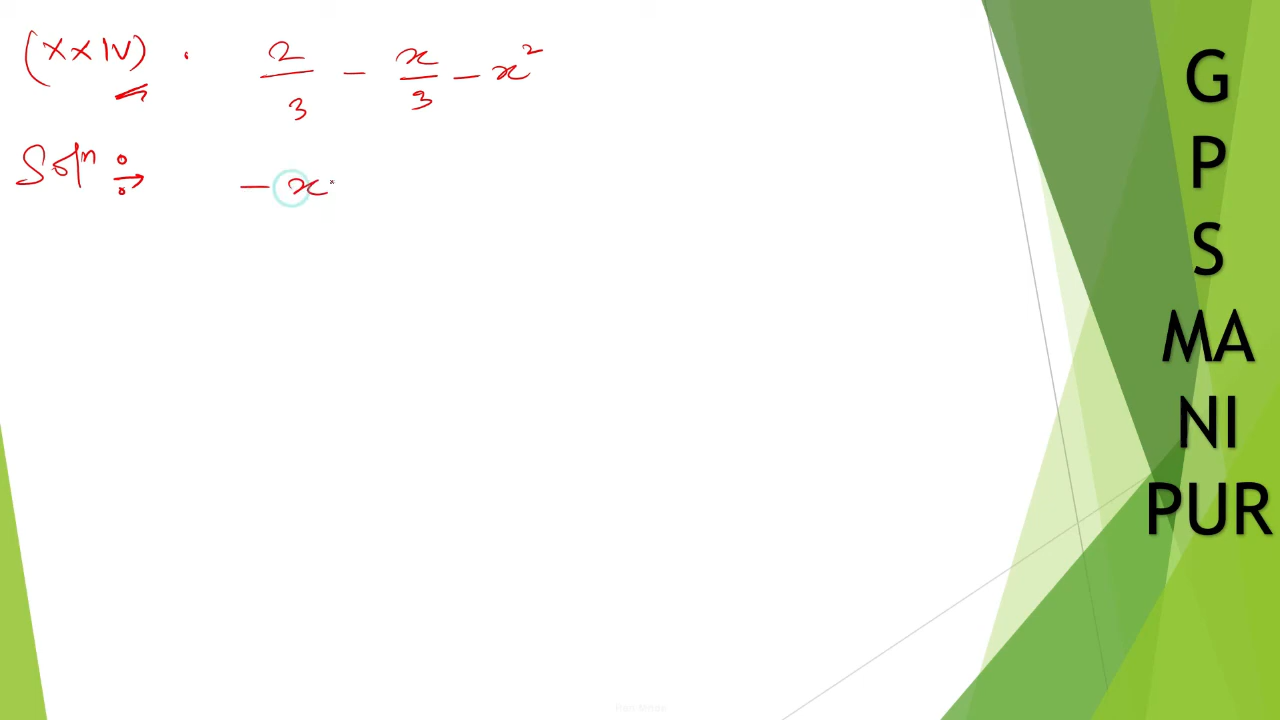 (XXIV) . 2/3 - x/3 - x²
Solⁿ ÷ - x
G
P
S
MA
NI
PUR